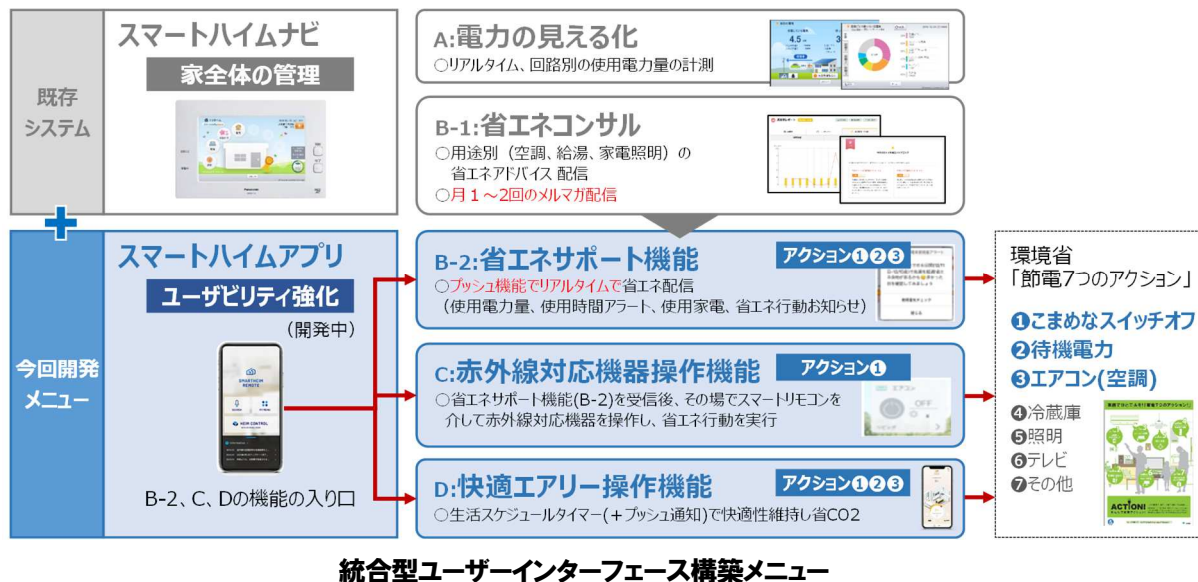 既存
システム
スマートハイムナビ
家全体の管理
A:電力の見える化
○リアルタイム、回路別の使用電力量の計測
4.5
B-1:省エネコンサル
○用途別（空調、給湯、家電照明）の
省エネアドバイス 配信
○月１～2回のメルマガ配信
今回開発
メニュー
スマートハイムアプリ
ユーザビリティ強化
（開発中）
SMARTHEIM
REMOTE
HEIM CONTROL
B-2、C、Dの機能の入り口
B-2:省エネサポート機能
アクション❶❷❸
○プッシュ機能でリアルタイムで省エネ配信
（使用電力量、使用時間アラート、使用家電、省エネ行動お知らせ）
C:赤外線対応機器操作機能
アクション❶
○省エネサポート機能(B-2)を受信後、その場でスマートリモコンを
介して赤外線対応機器を操作し、省エネ行動を実行
エアコン
OFF
リビング
D:快適エアリー操作機能
アクション❶❷❸
○生活スケジュールタイマー(＋プッシュ通知)で快適性維持し省CO2
環境省
「節電7つのアクション」
❶こまめなスイッチオフ
❷待機電力
❸エアコン(空調)
❹冷蔵庫
❺照明
❻テレビ
❼その他
ACTION!
統合型ユーザーインターフェース構築メニュー